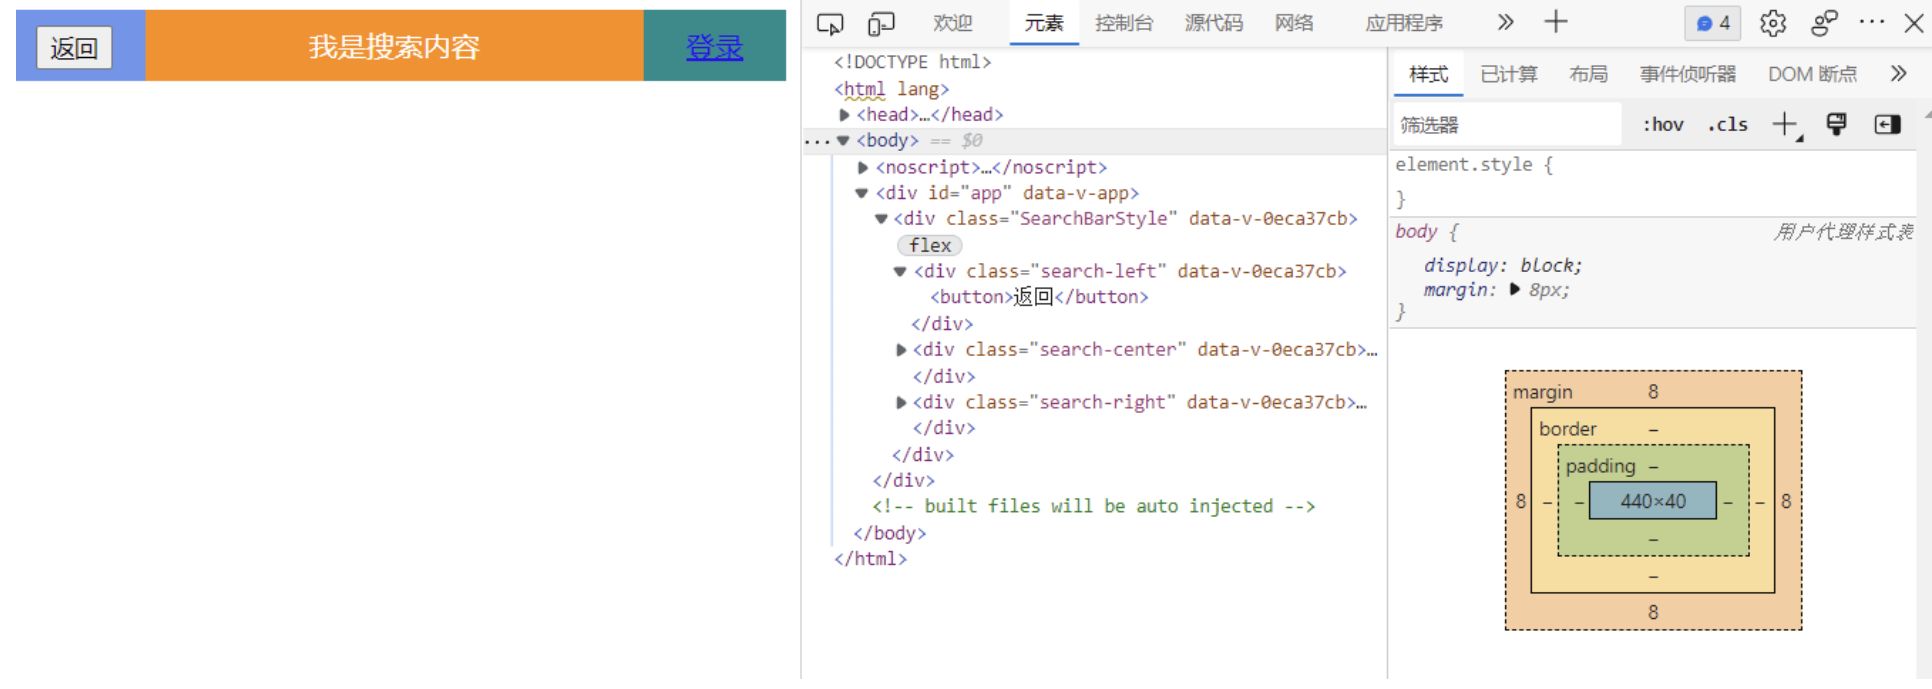 返回 我是搜索内容 登录
欢迎 元素 控制台 源代码 网络 应用程序 4
<!DOCTYPE html>
<html lang>
<head>…</head>
<body> == $0
<noscript>…</noscript>
<div id="app" data-v-app>
<div class="SearchBarStyle" data-v-0eca37cb>
flex
<div class="search-left" data-v-0eca37cb>
<button>返回</button>
</div>
<div class="search-center" data-v-0eca37cb>…
</div>
<div class="search-right" data-v-0eca37cb>…
</div>
</div>
</div>
<!-- built files will be auto injected -->
</body>
</html>
样式 已计算 布局 事件侦听器 DOM 断点
筛选器 :hov .cls
element.style {
}
body { 用户代理样式表
display: block;
margin: 8px;
}
margin 8
border –
padding –
8 – – 440×40 – – 8
–
–
8